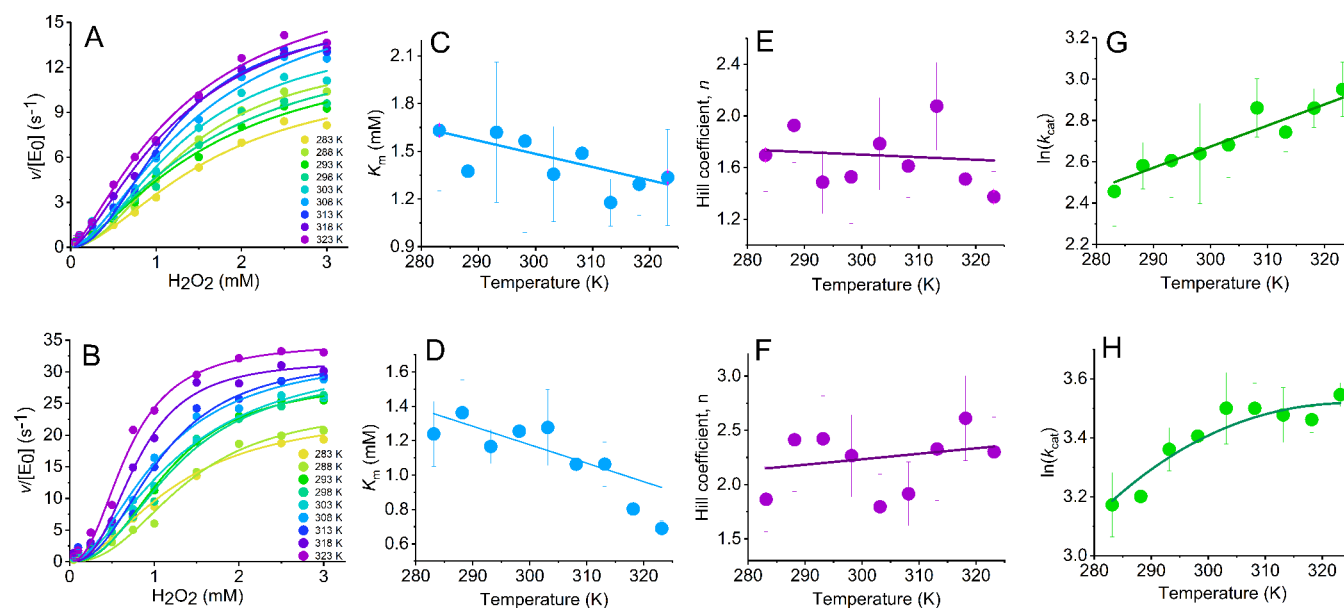 A
v/[E0] (s⁻¹)
15
12
9
6
3
0
0
1
2
3
H₂O₂ (mM)
283 K
288 K
293 K
296 K
303 K
308 K
313 K
318 K
323 K
C
Kₘ (mM)
2.1
1.8
1.5
1.2
0.9
280
290
300
310
320
Temperature (K)
E
Hill coefficient, n
2.4
2.0
1.6
1.2
280
290
300
310
320
Temperature (K)
G
ln(k_cat)
3.2
3.0
2.8
2.6
2.4
2.2
280
290
300
310
320
Temperature (K)
B
v/[E0] (s⁻¹)
35
30
25
20
15
10
5
0
0
1
2
3
H₂O₂ (mM)
283 K
288 K
293 K
298 K
303 K
308 K
313 K
318 K
323 K
D
Kₘ (mM)
1.6
1.4
1.2
1.0
0.8
0.6
280
290
300
310
320
Temperature (K)
F
Hill coefficient, n
3.0
2.5
2.0
1.5
280
290
300
310
320
Temperature (K)
H
ln(k_cat)
3.6
3.4
3.2
3.0
280
290
300
310
320
Temperature (K)